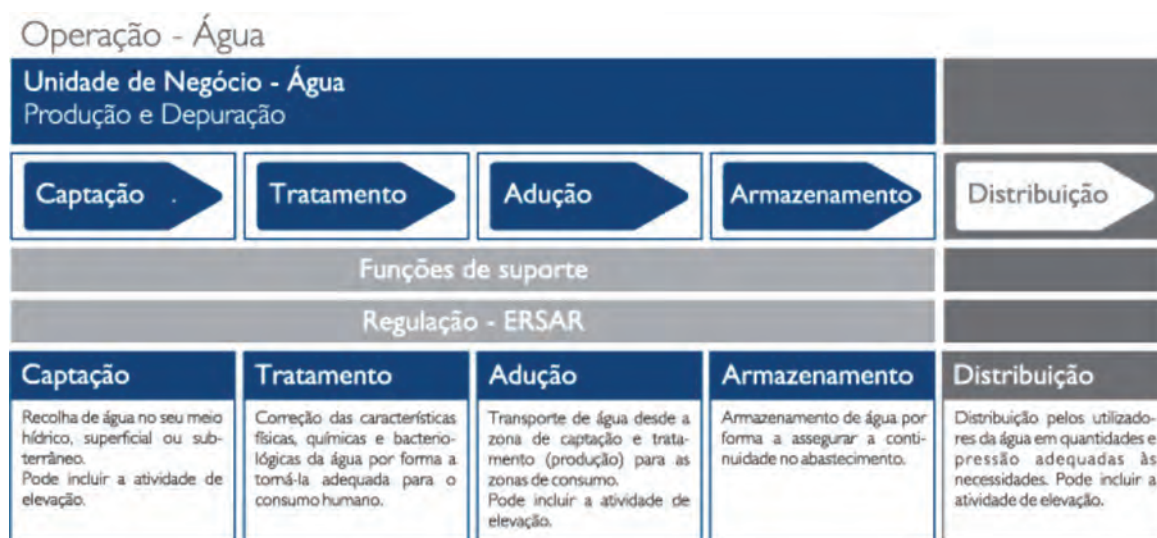 Operação - Água
Unidade de Negócio - Água
Produção e Depuração
Captação
Tratamento
Adução
Armazenamento
Distribuição
Funções de suporte
Regulação - ERSAR
Captação
Recolha de água no seu meio
hídrico, superficial ou sub-
terrâneo.
Pode incluir a atividade de
elevação.
Tratamento
Correção das características
físicas, químicas e bacterio-
lógicas da água por forma a
torná-la adequada para o
consumo humano.
Adução
Transporte de água desde a
zona de captação e trata-
mento (produção) para as
zonas de consumo.
Pode incluir a atividade de
elevação.
Armazenamento
Armazenamento de água por
forma a assegurar a conti-
nuidade no abastecimento.
Distribuição
Distribuição pelos utilizado-
res da água em quantidades e
pressão adequadas às
necessidades. Pode incluir a
atividade de elevação.